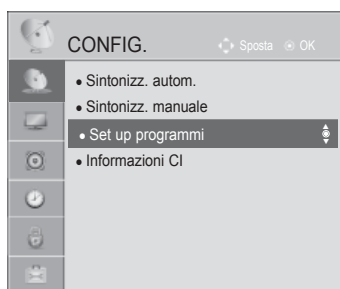 CONFIG.
Sposta OK
• Sintonizz. autom.
• Sintonizz. manuale
• Set up programmi
• Informazioni CI